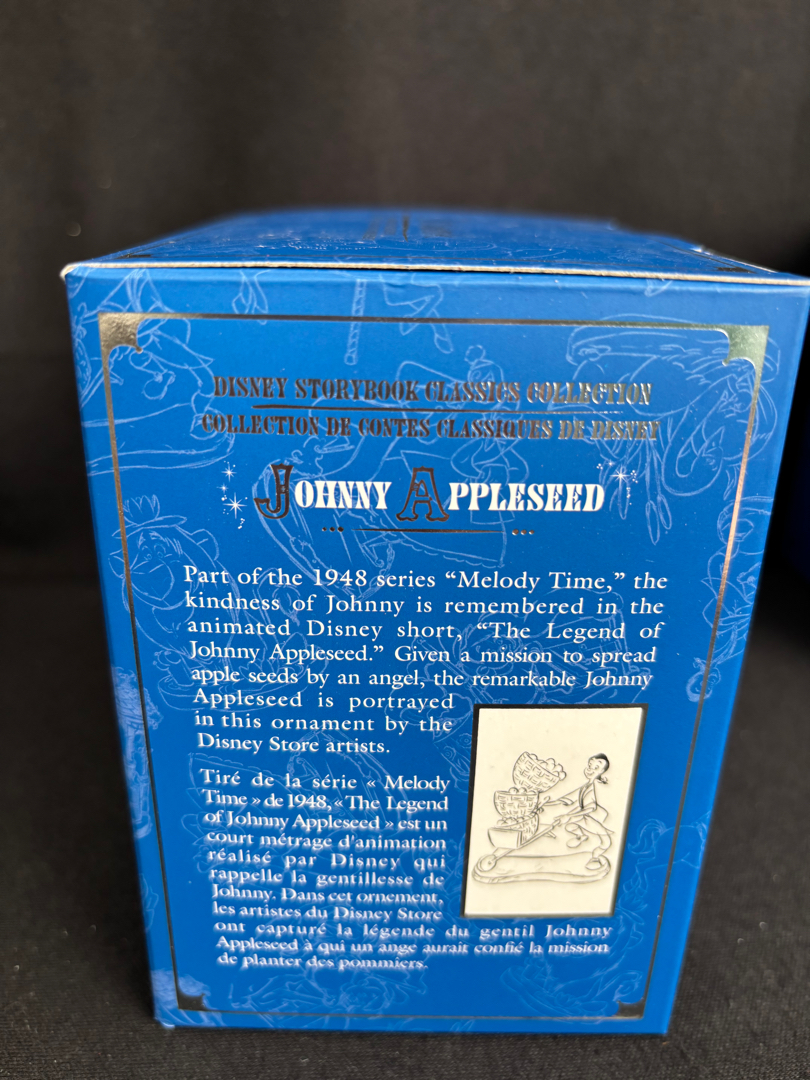 DISNEY STORYBOOK CLASSICS COLLECTION
COLLECTION DE CONTES CLASSIQUES DE DISNEY
JOHNNY APPLESEED
Part of the 1948 series “Melody Time,” the
kindness of Johnny is remembered in the
animated Disney short, “The Legend of
Johnny Appleseed.” Given a mission to spread
apple seeds by an angel, the remarkable Johnny
Appleseed is portrayed
in this ornament by the
Disney Store artists.
Tiré de la série « Melody
Time » de 1948, « The Legend
of Johnny Appleseed » est un
court métrage d'animation
réalisé par Disney qui
rappelle la gentillesse de
Johnny. Dans cet ornement,
les artistes du Disney Store
ont capturé la légende du gentil Johnny
Appleseed à qui un ange aurait confié la mission
de planter des pommiers.